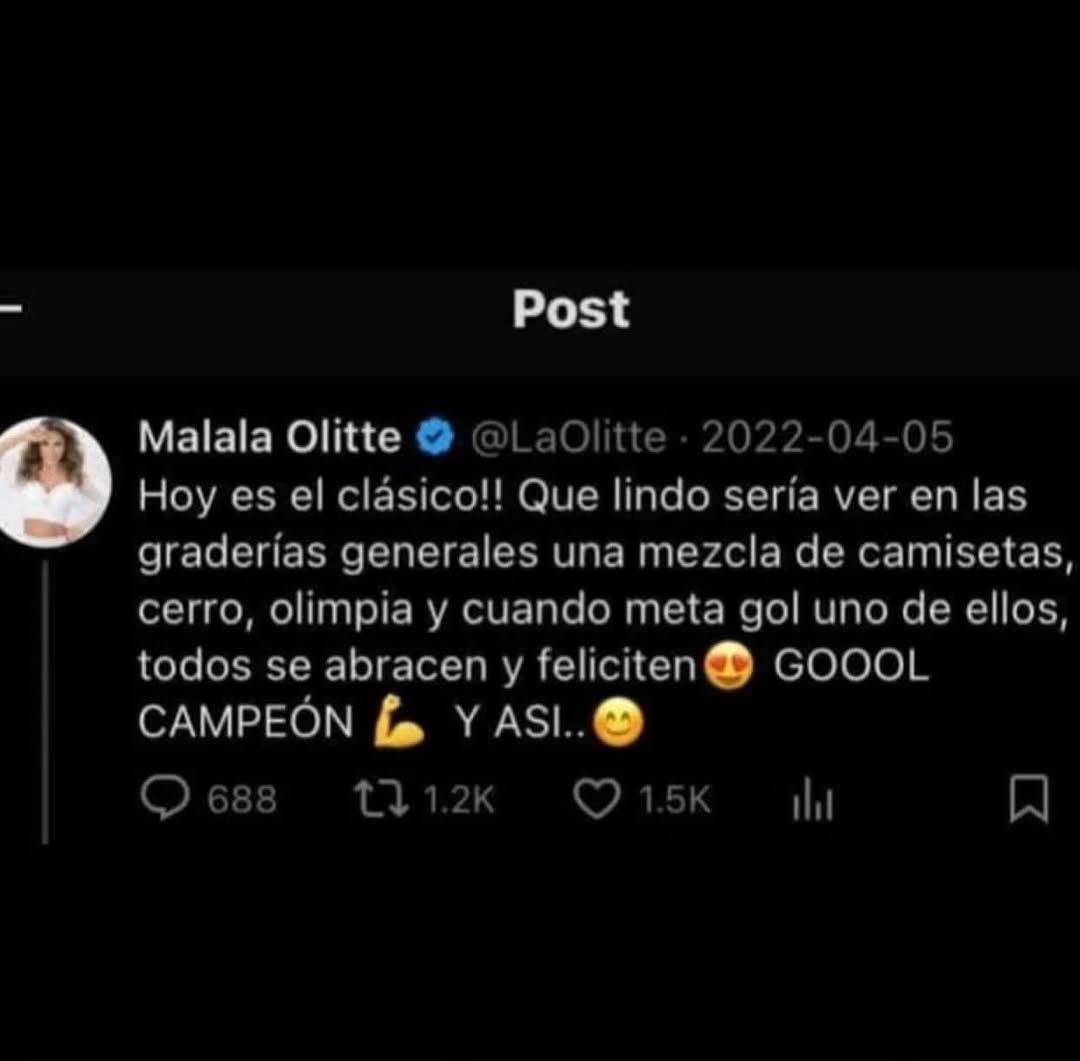 Post
Malala Olitte @LaOlitte · 2022-04-05
Hoy es el clásico!! Que lindo sería ver en las
graderías generales una mezcla de camisetas,
cerro, olimpia y cuando meta gol uno de ellos,
todos se abracen y feliciten😍 GOOOL
CAMPEÓN 💪 Y ASI..😊
688 1.2K 1.5K